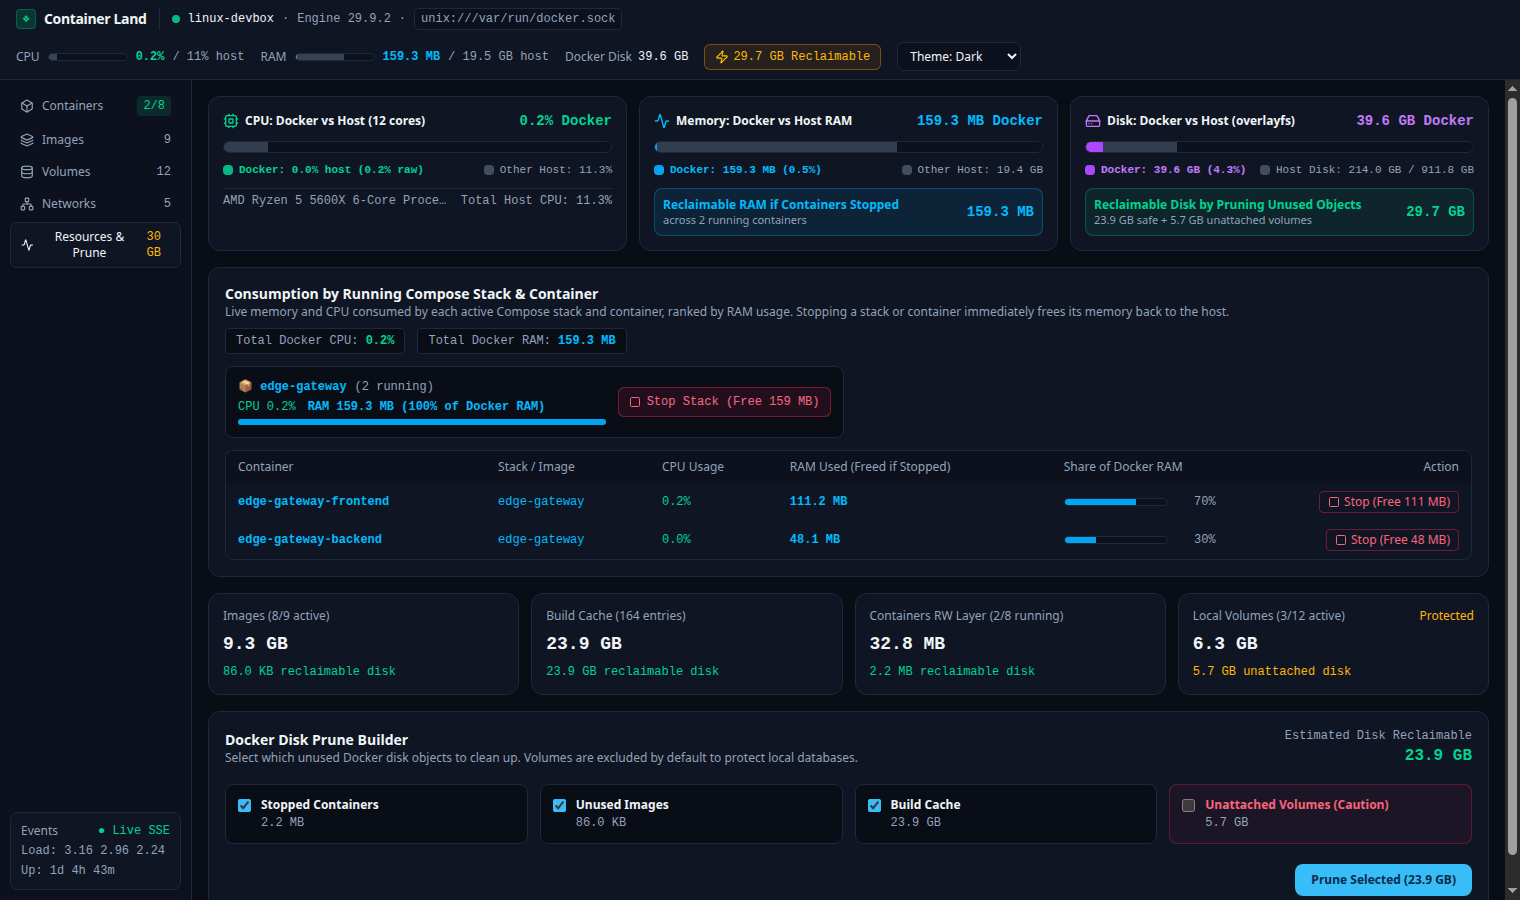 Container Land
linux-devbox · Engine 29.9.2 · unix:///var/run/docker.sock
CPU 0.2% / 11% host RAM 159.3 MB / 19.5 GB host Docker Disk 39.6 GB 29.7 GB Reclaimable Theme: Dark
Containers 2/8
Images 9
Volumes 12
Networks 5
Resources & Prune 30 GB
CPU: Docker vs Host (12 cores) 0.2% Docker
Docker: 0.0% host (0.2% raw) Other Host: 11.3%
AMD Ryzen 5 5600X 6-Core Proce… Total Host CPU: 11.3%
Memory: Docker vs Host RAM 159.3 MB Docker
Docker: 159.3 MB (0.5%) Other Host: 19.4 GB
Reclaimable RAM if Containers Stopped
across 2 running containers
159.3 MB
Disk: Docker vs Host (overlayfs) 39.6 GB Docker
Docker: 39.6 GB (4.3%) Host Disk: 214.0 GB / 911.8 GB
Reclaimable Disk by Pruning Unused Objects
23.9 GB safe + 5.7 GB unattached volumes
29.7 GB
Consumption by Running Compose Stack & Container
Live memory and CPU consumed by each active Compose stack and container, ranked by RAM usage. Stopping a stack or container immediately frees its memory back to the host.
Total Docker CPU: 0.2% Total Docker RAM: 159.3 MB
edge-gateway (2 running)
CPU 0.2% RAM 159.3 MB (100% of Docker RAM)
Stop Stack (Free 159 MB)
Container Stack / Image CPU Usage RAM Used (Freed if Stopped) Share of Docker RAM Action
edge-gateway-frontend edge-gateway 0.2% 111.2 MB 70% Stop (Free 111 MB)
edge-gateway-backend edge-gateway 0.0% 48.1 MB 30% Stop (Free 48 MB)
Images (8/9 active)
9.3 GB
86.0 KB reclaimable disk
Build Cache (164 entries)
23.9 GB
23.9 GB reclaimable disk
Containers RW Layer (2/8 running)
32.8 MB
2.2 MB reclaimable disk
Local Volumes (3/12 active) Protected
6.3 GB
5.7 GB unattached disk
Docker Disk Prune Builder
Select which unused Docker disk objects to clean up. Volumes are excluded by default to protect local databases.
Estimated Disk Reclaimable
23.9 GB
Stopped Containers
2.2 MB
Unused Images
86.0 KB
Build Cache
23.9 GB
Unattached Volumes (Caution)
5.7 GB
Prune Selected (23.9 GB)
Events Live SSE
Load: 3.16 2.96 2.24
Up: 1d 4h 43m